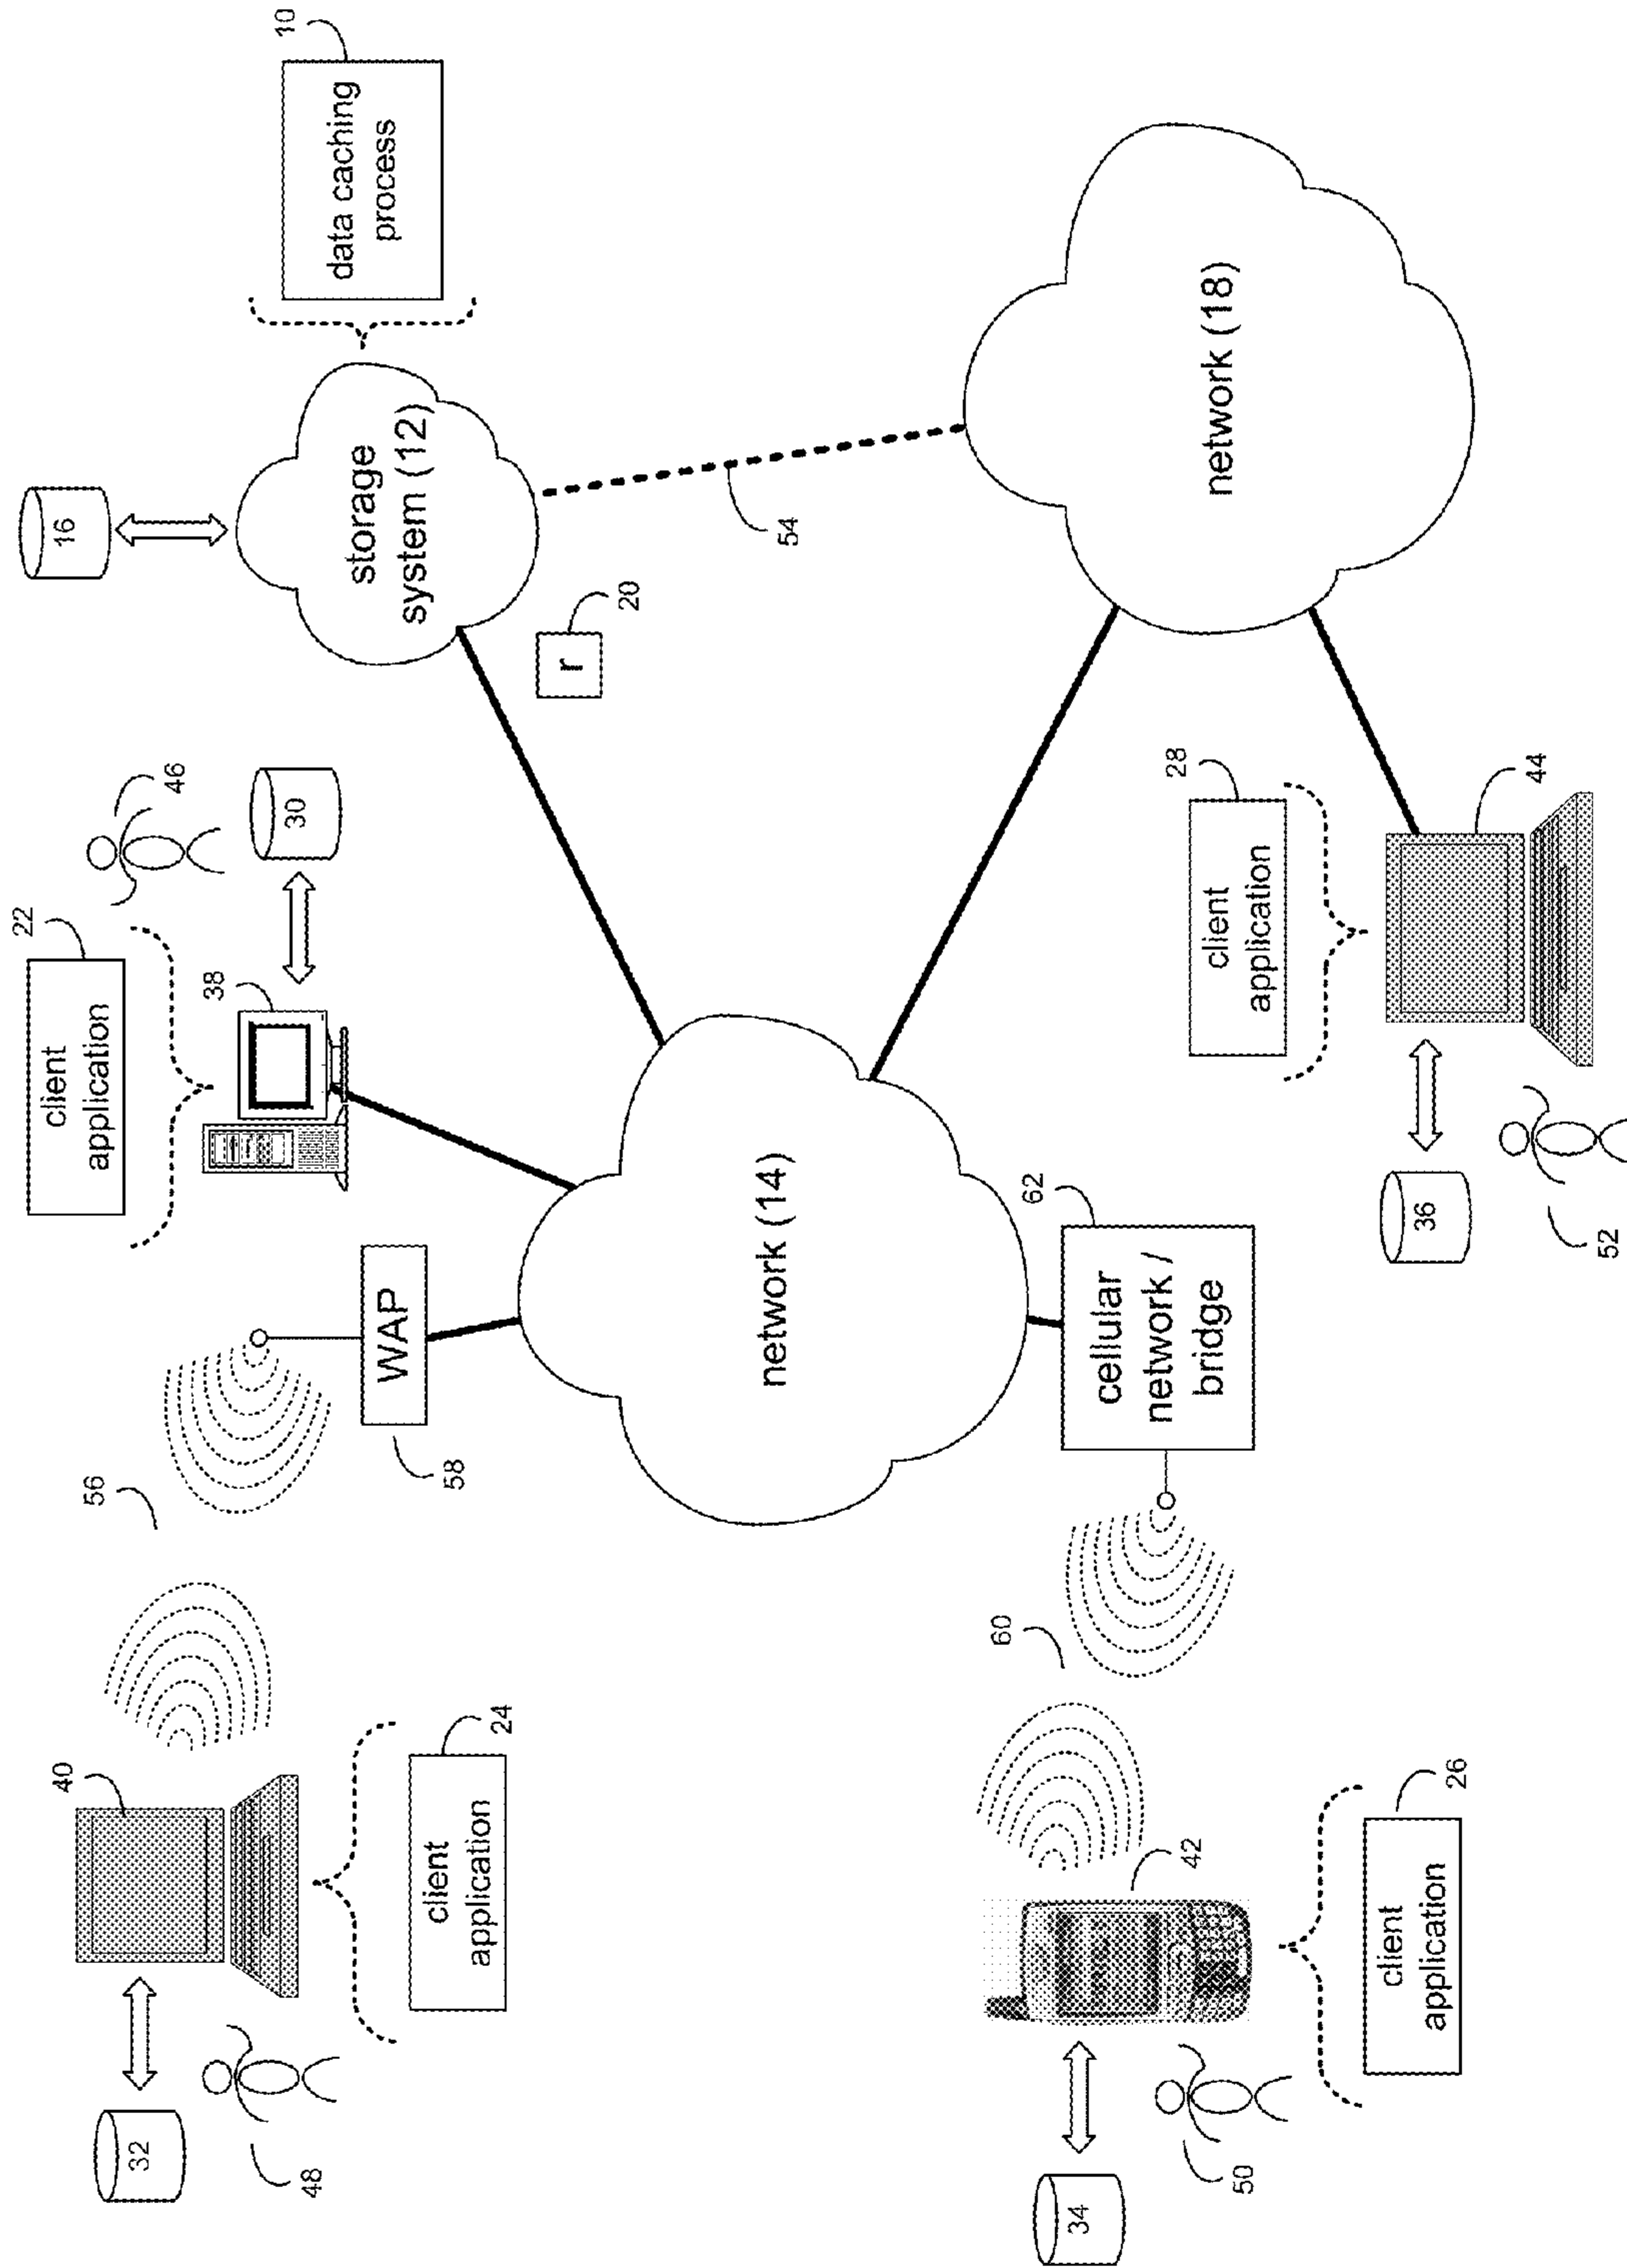 32
48
40
client
application
24
56
WAP
58
client
application
22
38
46
30
16
storage
system (12)
data caching
process
10
r
20
54
network (14)
network (18)
34
50
42
client
application
26
60
cellular
network /
bridge
62
client
application
28
36
52
44